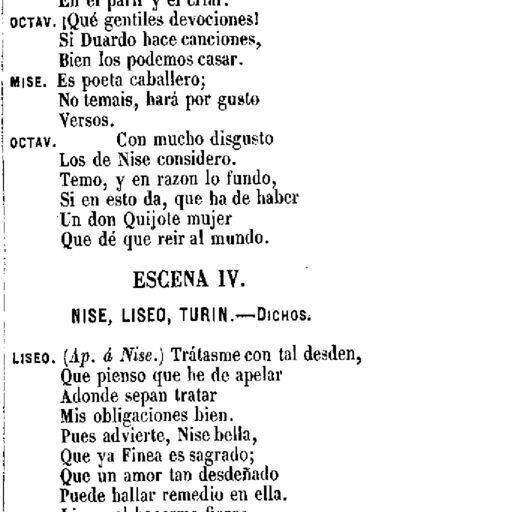 En el parir y el criar.
OCTAV. ¡Qué gentiles devociones!
Si Duardo hace canciones,
Bien los podemos casar.
MISE. Es poeta caballero;
No temais, hará por gusto
Versos.
OCTAV. Con mucho disgusto
Los de Nise considero.
Temo, y en razon lo fundo,
Si en esto da, que ha de haber
Un don Quijote mujer
Que dé que reir al mundo.
ESCENA IV.
NISE, LISEO, TURIN.—DICHOS.
LISEO. (Ap. á Nise.) Trátasme con tal desden,
Que pienso que he de apelar
Adonde sepan tratar
Mis obligaciones bien.
Pues advierte, Nise bella,
Que ya Finea es sagrado;
Que un amor tan desdeñado
Puede hallar remedio en ella.